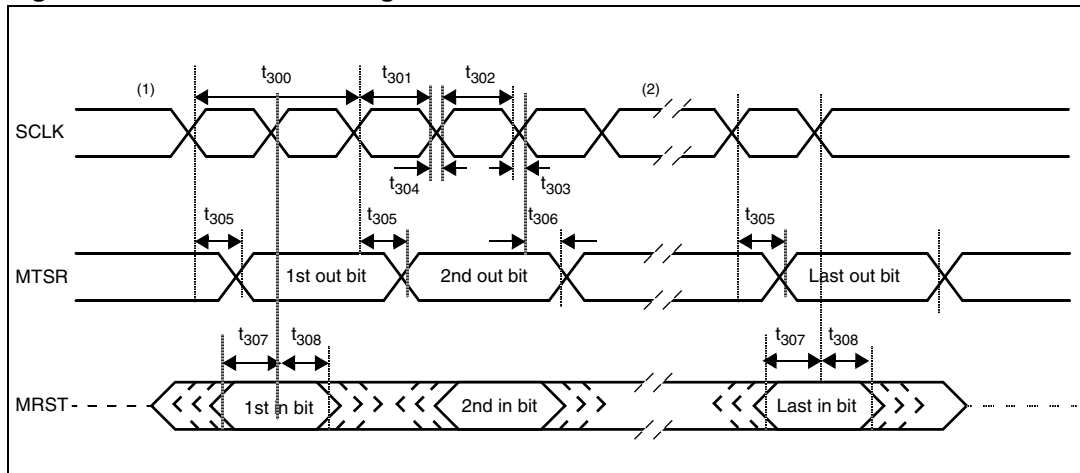 t300 t301 t302
(1) (2)
SCLK
t304 t303
t305 t305 t306 t305
MTSR 1st out bit 2nd out bit Last out bit
t307 t308 t307 t308
MRST 1st in bit 2nd in bit Last in bit